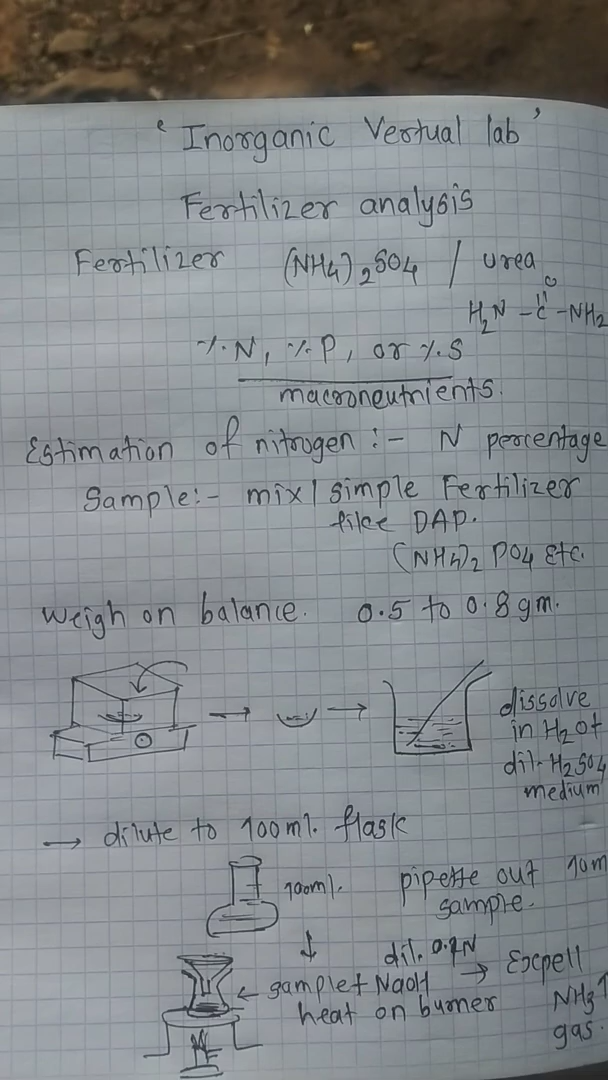 ‘Inorganic Vertual lab’
Fertilizer analysis
Fertilizer (NH4)2SO4 / urea
O
H2N - C - NH2
%N, %P, or %S
macroneutrients.
Estimation of nitrogen :- N percentage
Sample:- mix/simple Fertilizer
like DAP.
(NH4)2 PO4 Etc.
Weigh on balance. 0.5 to 0.8 gm.
dissolve
in H2O+
dil. H2SO4
medium
→ dilute to 100ml. flask
100ml. pipette out 10m
sample.
dil. 0.1N
sample+ NaOH → Expell
heat on burner NH3↑
gas.